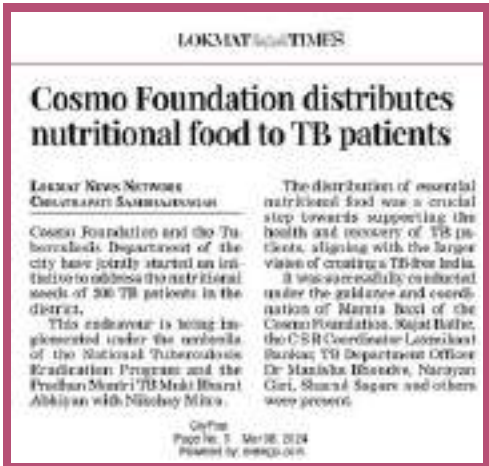 LOKMAT TIMES
Cosmo Foundation distributes
nutritional food to TB patients
LOKMAT NEWS NETWORK
CHHATRAPATI SAMBHAJINAGAR
Cosmo Foundation and the Tu-
berculosis Department of the
city have jointly started an ini-
tiative to address the nutritional
needs of TB patients in the
district.
This endeavour is being im-
plemented under the umbrella
of the National Tuberculosis
Eradication Program and the
Pradhan Mantri TB Mukt Bharat
Abhiyan with Nikshay Mitra.
The distribution of essential
nutritional food was a crucial
step towards supporting the
health and recovery of TB pa-
tients, aligning with the larger
vision of creating a TB-free India.
It was successfully conducted
under the guidance and coordi-
nation of Mamta Baxi of the
Cosmo Foundation. Rajat
the CSR Coordinator Laxmikant
TB Department Officer
Dr Manisha Bhondve, Narayan
Giri, Sharad and others
were present.
Page No. 3 Mar 08, 2024
Powered by: erelego.com